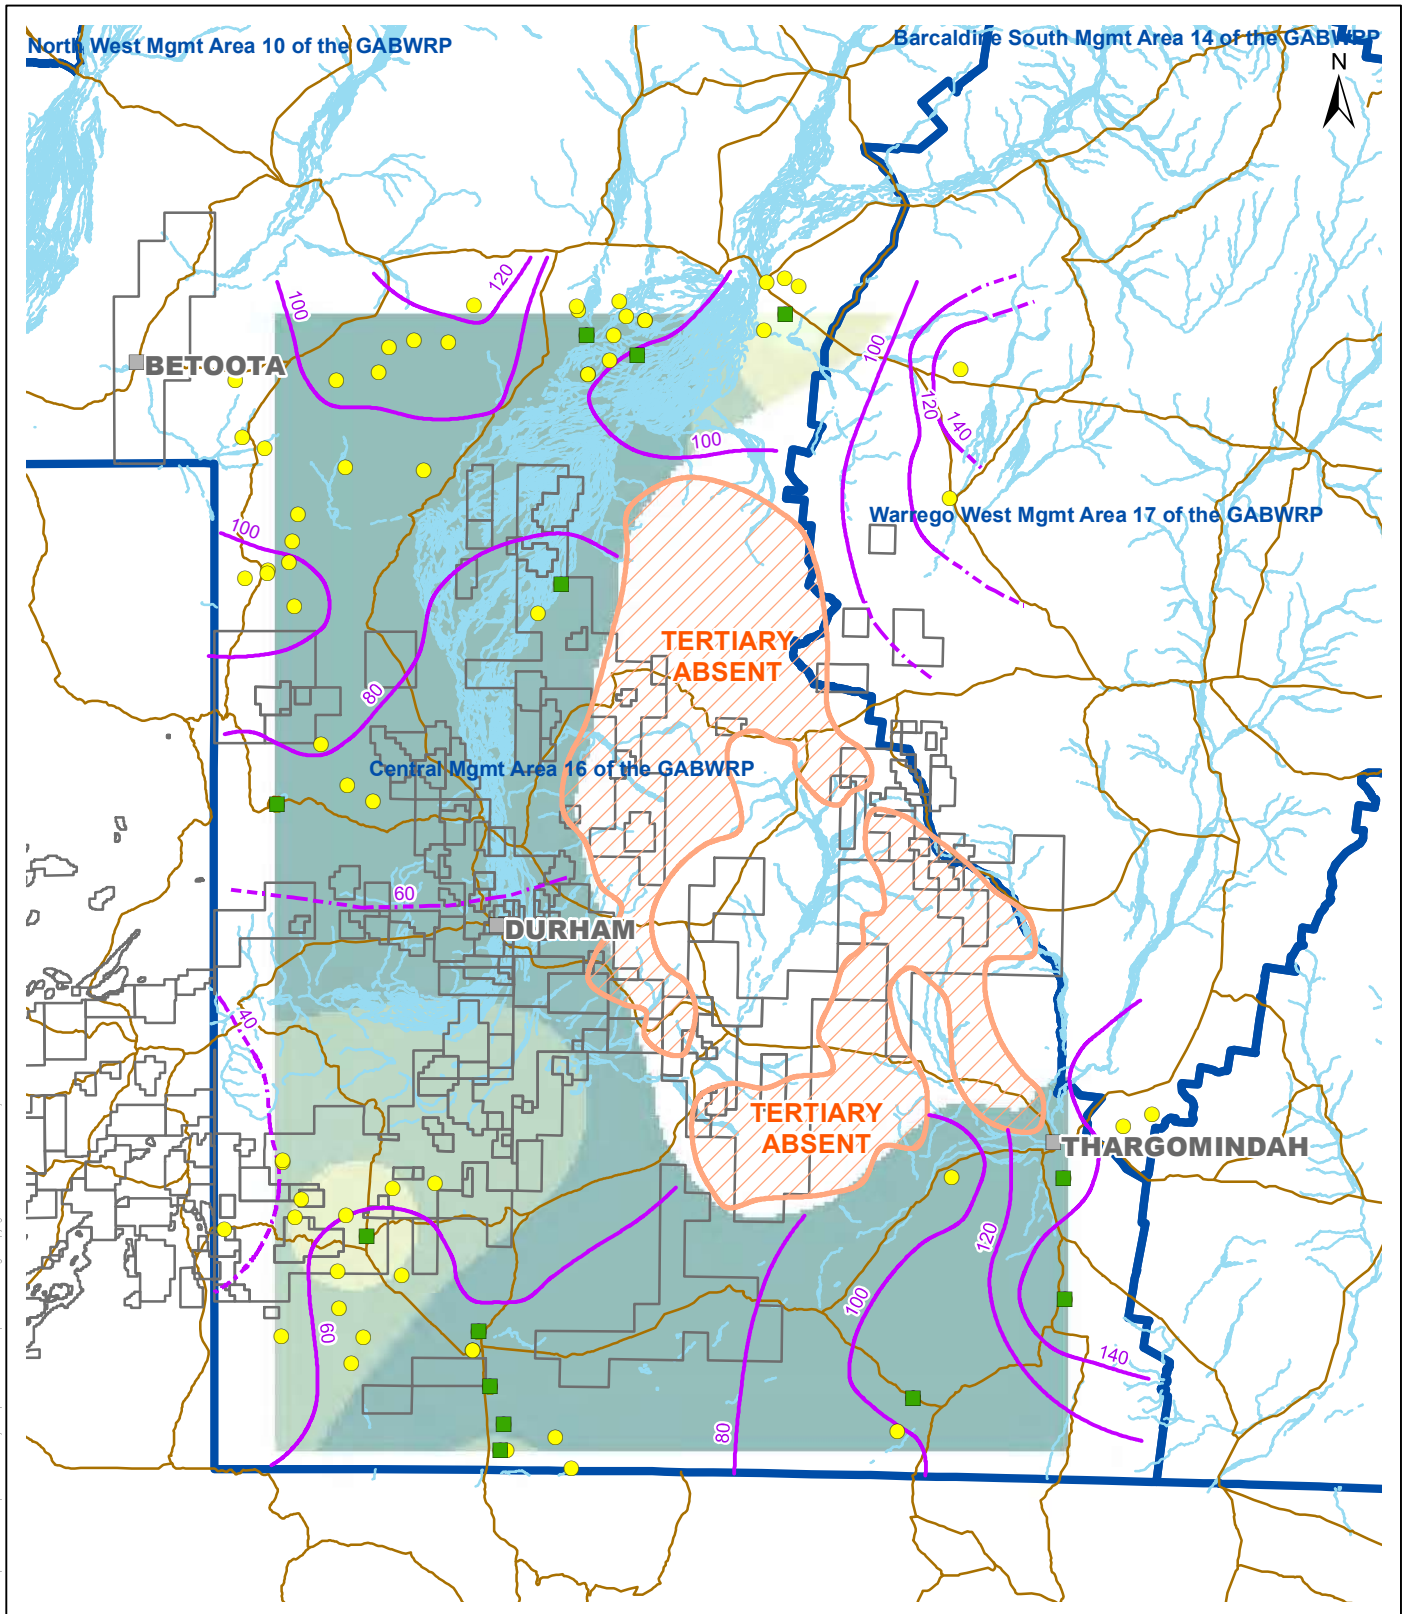 North West Mgmt Area 10 of the GABWRP
Barcaldine South Mgmt Area 14 of the GABWRP
N
120
100
BETOOTA
100
120
140
100
Warrego West Mgmt Area 17 of the GABWRP
100
TERTIARY
ABSENT
80
Central Mgmt Area 16 of the GABWRP
60
DURHAM
40
TERTIARY
ABSENT
THARGOMINDAH
120
100
60
140
80